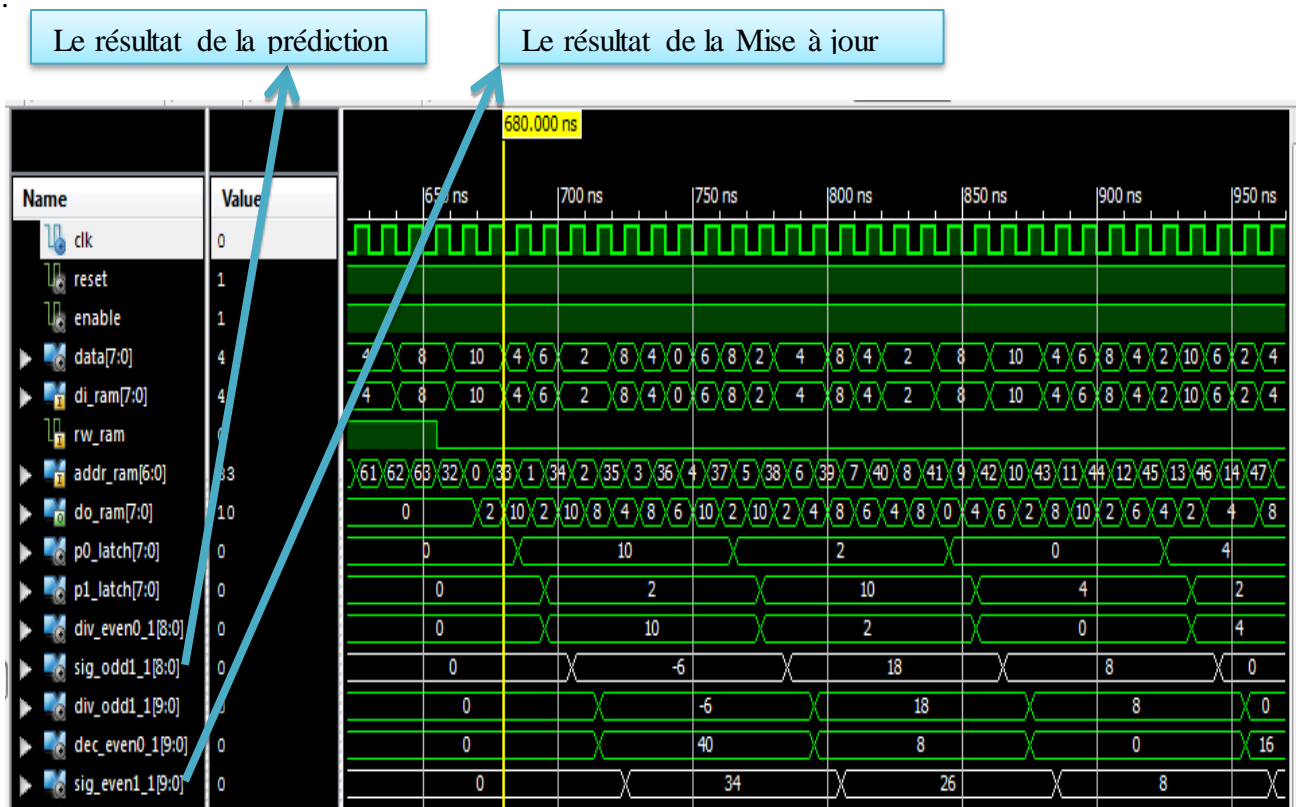 .
Le résultat de la prédiction
Le résultat de la Mise à jour
680.000 ns
Name Value 650 ns 700 ns 750 ns 800 ns 850 ns 900 ns 950 ns
clk 0
reset 1
enable 1
data[7:0] 4 4 8 10 4 6 2 8 4 0 6 8 2 4 8 4 2 8 10 4 6 8 4 2 10 6 2 4
di_ram[7:0] 4 4 8 10 4 6 2 8 4 0 6 8 2 4 8 4 2 8 10 4 6 8 4 2 10 6 2 4
rw_ram
addr_ram[6:0] 33 61 62 63 32 0 33 1 34 2 35 3 36 4 37 5 38 6 39 7 40 8 41 9 42 10 43 11 44 12 45 13 46 14 47
do_ram[7:0] 10 0 2 10 2 10 8 4 8 6 10 2 10 2 4 8 6 4 8 0 4 6 2 8 10 2 6 4 2 4 8
p0_latch[7:0] 0 0 10 2 0 4
p1_latch[7:0] 0 0 2 10 4 2
div_even0_1[8:0] 0 0 10 2 0 4
sig_odd1_1[8:0] 0 0 -6 18 8 0
div_odd1_1[9:0] 0 0 -6 18 8 0
dec_even0_1[9:0] 0 0 40 8 0 16
sig_even1_1[9:0] 0 0 34 26 8